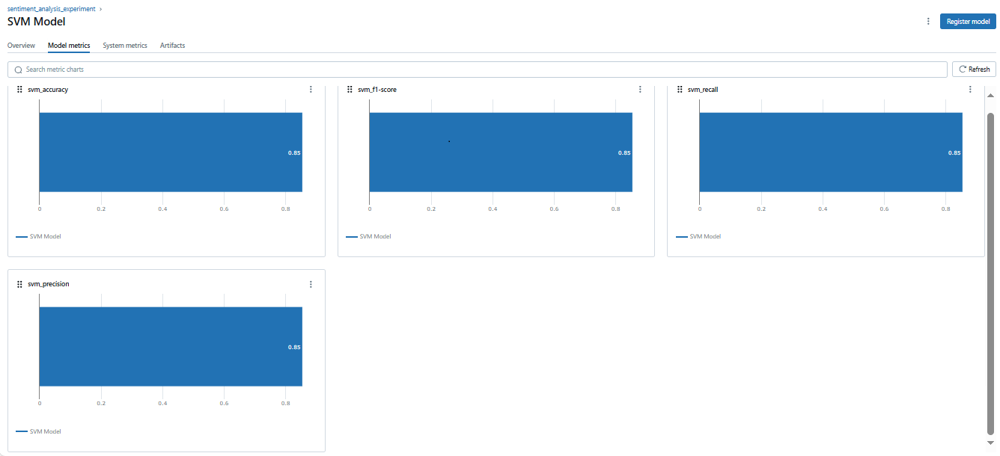 sentiment_analysis_experiment
SVM Model
Register model
Overview Model metrics System metrics Artifacts
Search metric charts
Refresh
svm_accuracy
0.85
0 0.2 0.4 0.6 0.8
SVM Model
svm_f1-score
0.85
0 0.2 0.4 0.6 0.8
SVM Model
svm_recall
0.85
0 0.2 0.4 0.6 0.8
SVM Model
svm_precision
0.85
0 0.2 0.4 0.6 0.8
SVM Model